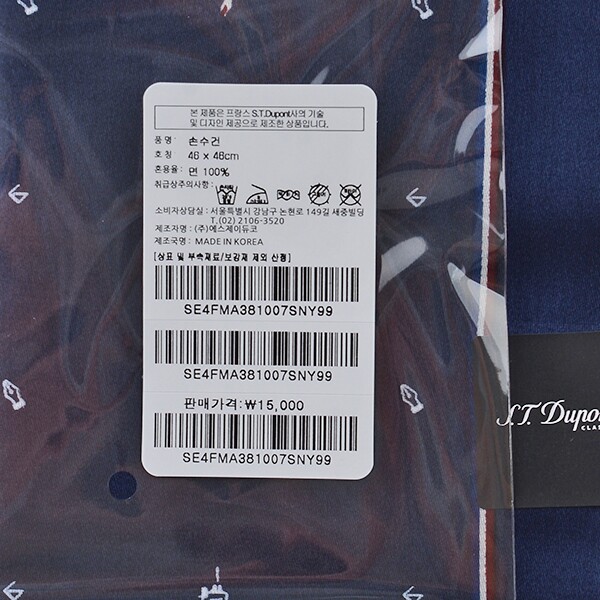 본 제품은 프랑스 S.T.Dupont사의 기술
및 디자인 제공으로 제조한 상품입니다.
품명: 손수건
호칭 46 x 46cm
혼용율: 면 100%
취급상주의사항:
소비자상담실: 서울특별시 강남구 논현로 149길 새중빌딩
T.(02) 2106-3520
제조자명: (주)에스제이듀코
제조국명: MADE IN KOREA
[상표 및 부속재료/보강재 제외 산정]
SE4FMA381007SNY99
SE4FMA381007SNY99
판매가격:₩15,000
SE4FMA381007SNY99
S.T. Dupont
CLA